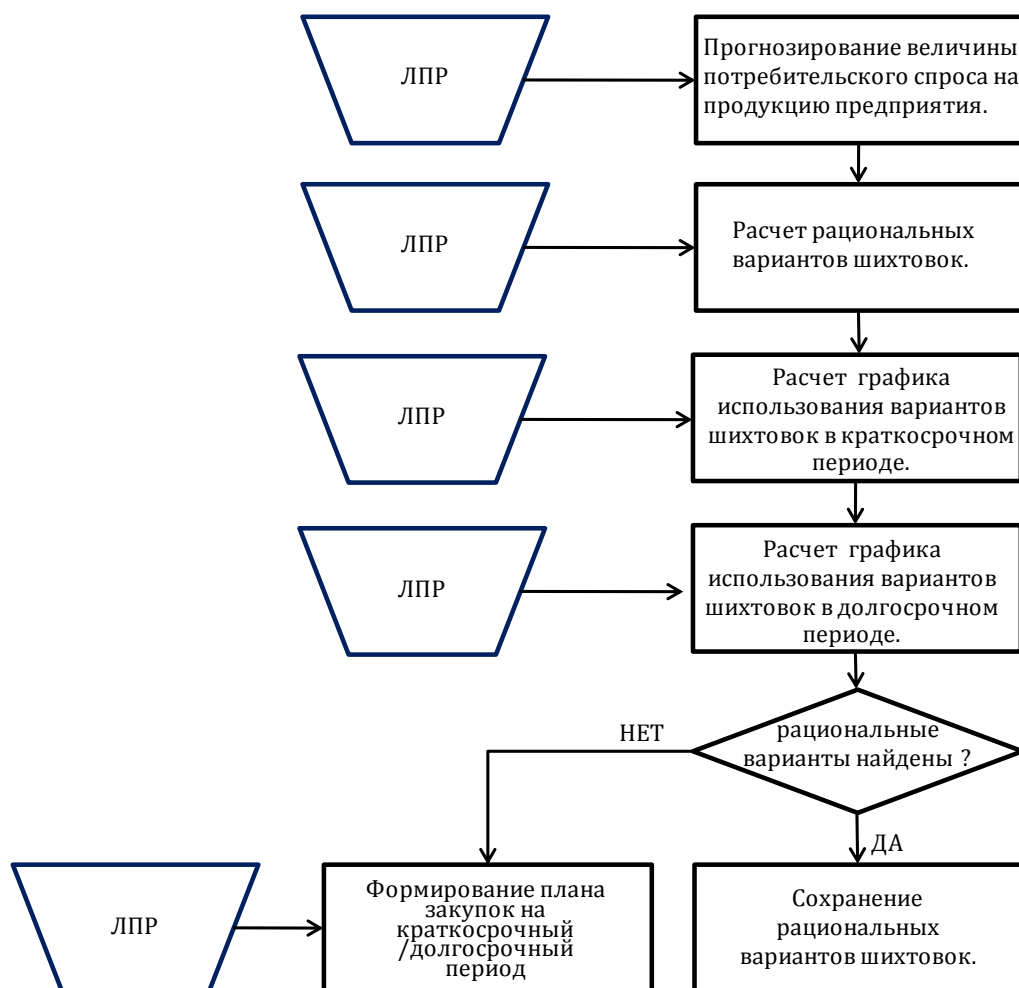 ЛПР
Прогнозирование величины
потребительского спроса на
продукцию предприятия.
ЛПР
Расчет рациональных
вариантов шихтовок.
ЛПР
Расчет графика
использования вариантов
шихтовок в краткосрочном
периоде.
ЛПР
Расчет графика
использования вариантов
шихтовок в долгосрочном
периоде.
рациональные
варианты найдены ?
НЕТ
ДА
ЛПР
Формирование плана
закупок на
краткосрочный
/долгосрочный
период
Сохранение
рациональных
вариантов шихтовок.